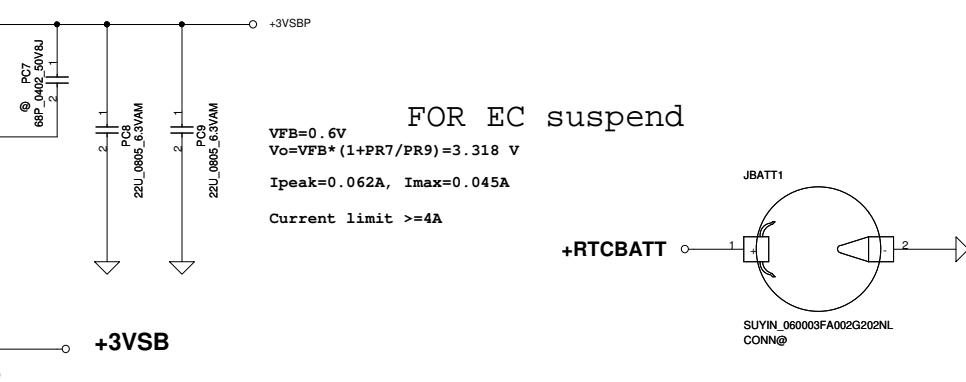 +3VSBP
@ PC7
68P_0402_50V8J
1
2
PC8
22U_0805_6.3VAM
1
2
PC9
22U_0805_6.3VAM
1
2
FOR EC suspend
VFB=0.6V
Vo=VFB*(1+PR7/PR9)=3.318 V
Ipeak=0.062A, Imax=0.045A
Current limit >=4A
JBATT1
+RTCBATT
1
+
-
2
SUYIN_060003FA002G202NL
CONN@
+3VSB